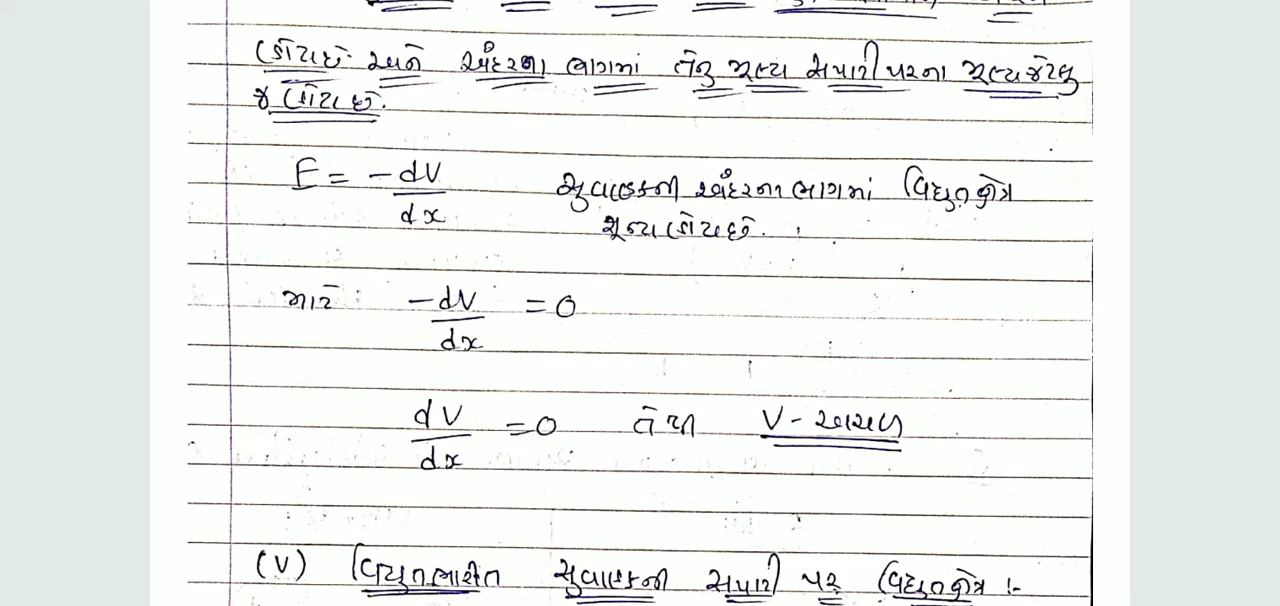 હોય છે. અને અંદરના ભાગમાં તેનુ મૂલ્ય સપાટી પરના મૂલ્ય જેટલુ
જ હોય છે.
E = -dV/dx સુવાહકની અંદરના ભાગમાં વિદ્યુતક્ષેત્ર
શૂન્ય હોય છે.
માટે -dV/dx = 0
dV/dx = 0 તેથી V - અચળ
(V) વિદ્યુતભારીત સુવાહકની સપાટી પર વિદ્યુતક્ષેત્ર :-